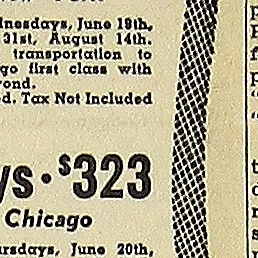 nesdays, June 19th,
31st, August 14th.
transportation to
go first class with
yond.
d. Tax Not Included
ys · $323
Chicago
rsdays, June 20th,